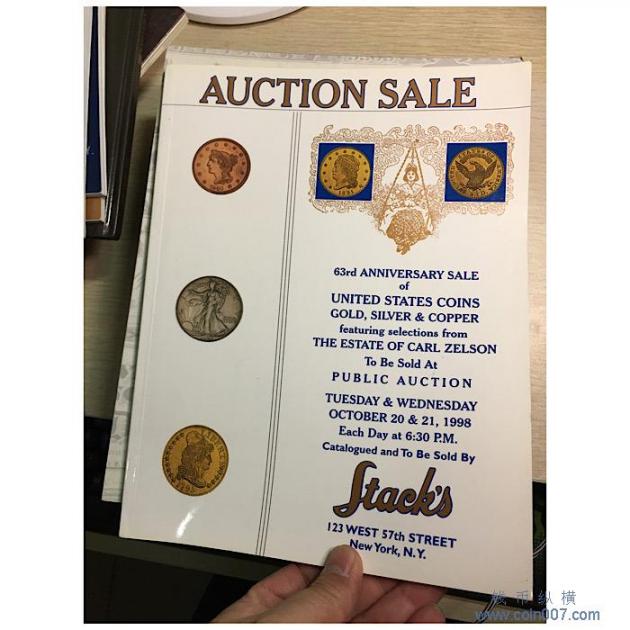 AUCTION SALE
63rd ANNIVERSARY SALE
of
UNITED STATES COINS
GOLD, SILVER & COPPER
featuring selections from
THE ESTATE OF CARL ZELSON
To Be Sold At
PUBLIC AUCTION
TUESDAY & WEDNESDAY
OCTOBER 20 & 21, 1998
Each Day at 6:30 P.M.
Catalogued and To Be Sold By
Stack's
123 WEST 57th STREET
New York, N.Y.
钱币纵横
www.coin007.com